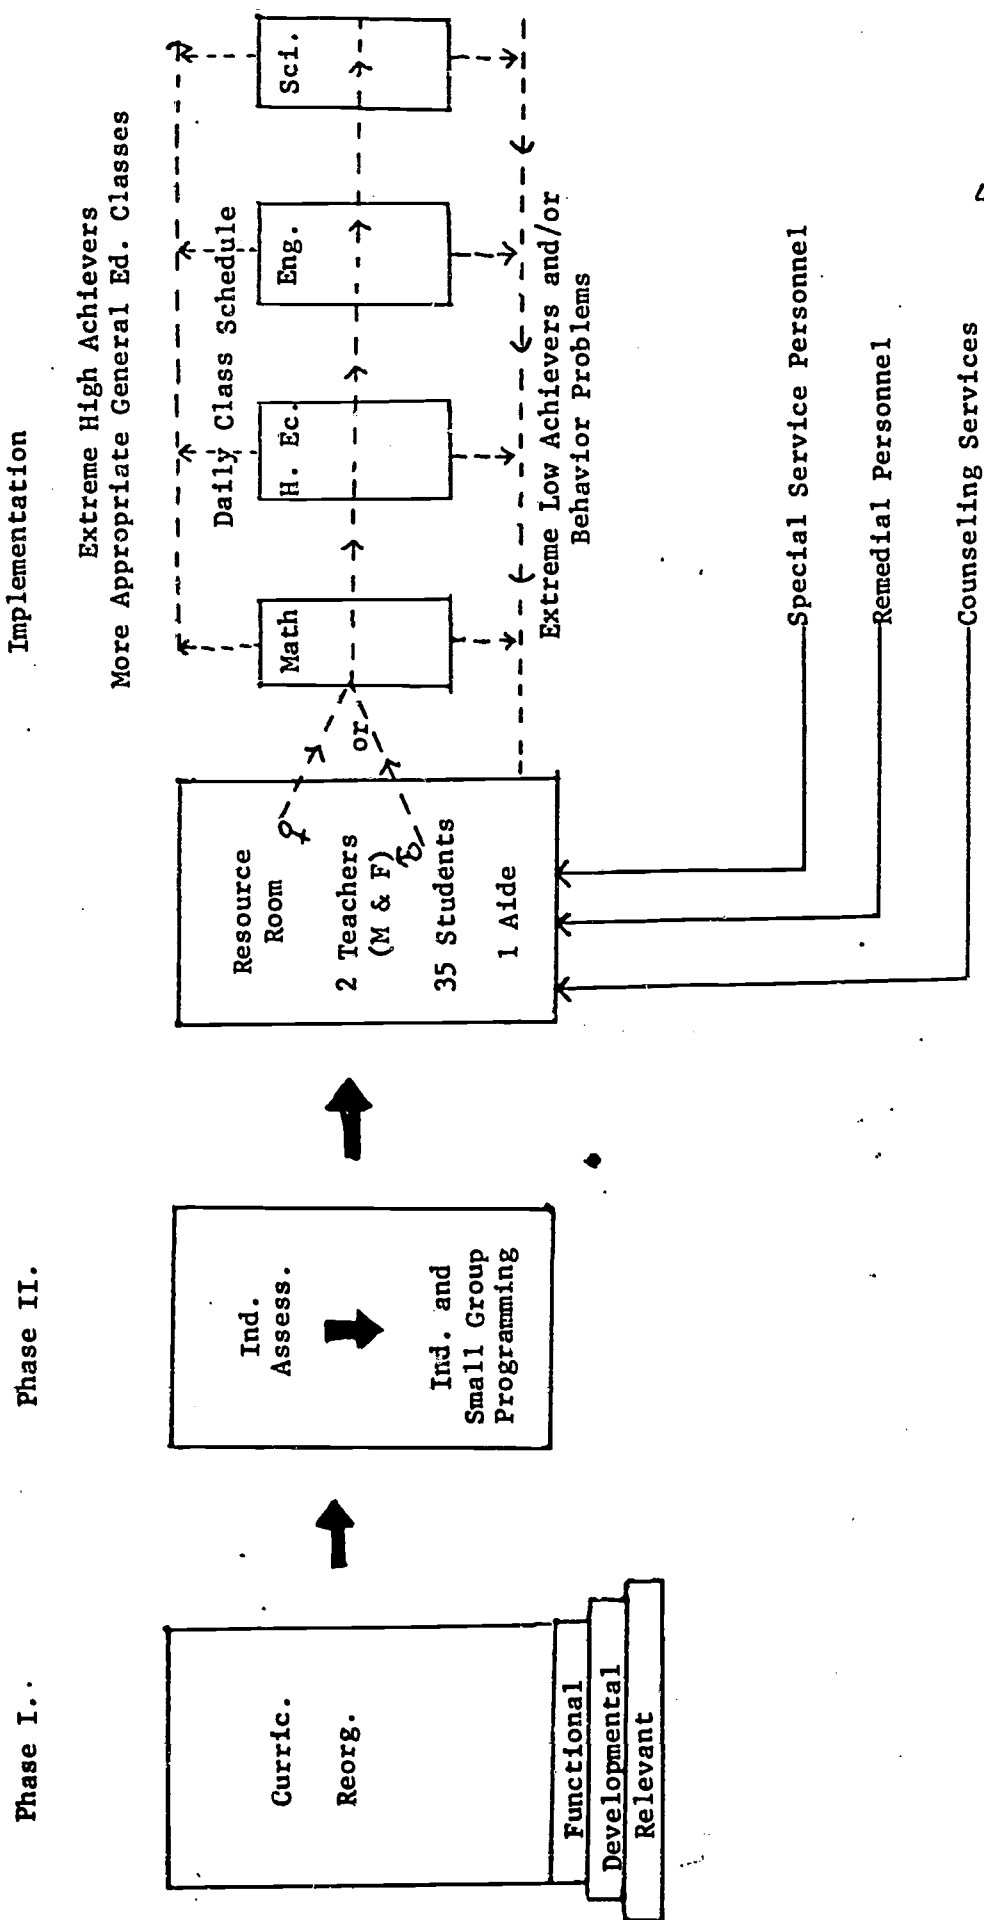 Phase I.
Phase II.
Implementation
Curric.
Reorg.
Functional
Developmental
Relevant
Ind.
Assess.
Ind. and
Small Group
Programming
Resource
Room
2 Teachers
(M & F)
35 Students
1 Aide
or
Extreme High Achievers
More Appropriate General Ed. Classes
Daily Class Schedule
Math
H. Ec.
Eng.
Sci.
Extreme Low Achievers and/or
Behavior Problems
Special Service Personnel
Remedial Personnel
Counseling Services